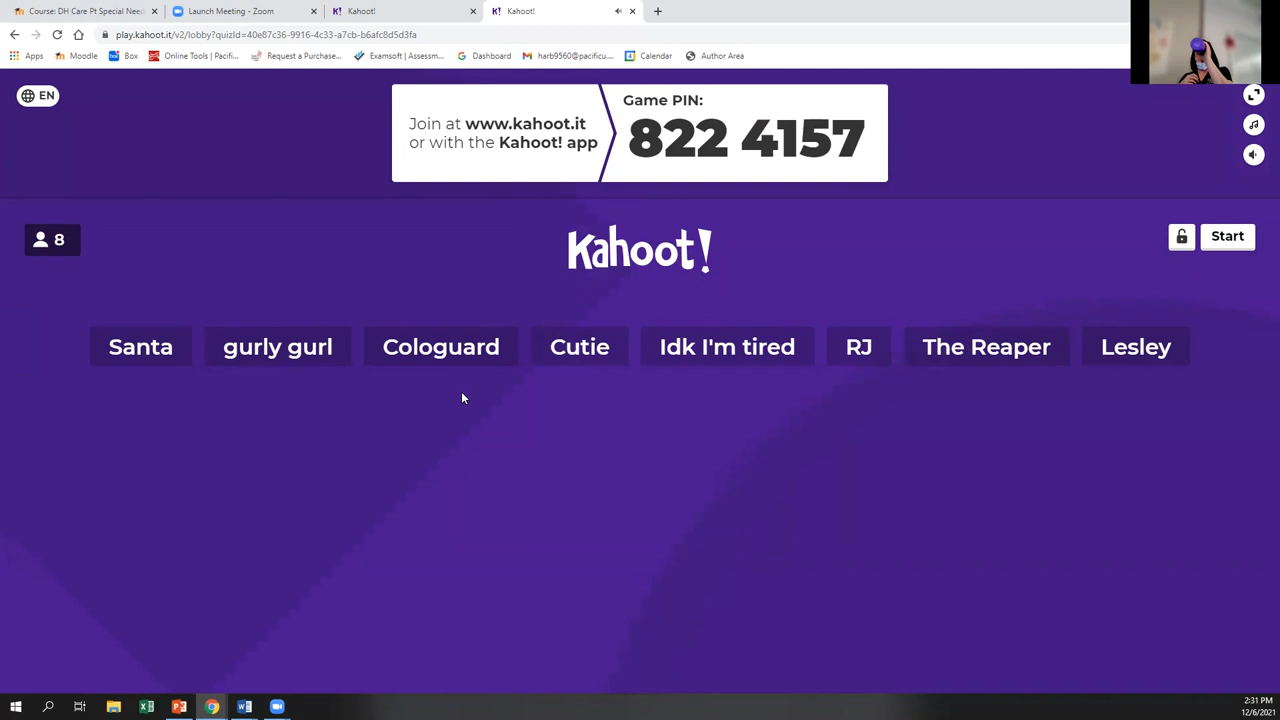 Course: DH Care Pt Special Need
Launch Meeting - Zoom
Kahoot!
Kahoot!
play.kahoot.it/v2/lobby?quizId=40e87c36-9916-4c33-a7cb-b6afc8d5d3fa
Apps
Moodle
Box
Online Tools | Pacifi...
Request a Purchase...
Examsoft | Assessm...
Dashboard
harb9560@pacificu....
Calendar
Author Area
EN
Join at www.kahoot.it
or with the Kahoot! app
Game PIN:
822 4157
8
Kahoot!
Start
Santa
gurly gurl
Cologuard
Cutie
Idk I'm tired
RJ
The Reaper
Lesley
2:31 PM
12/6/2021